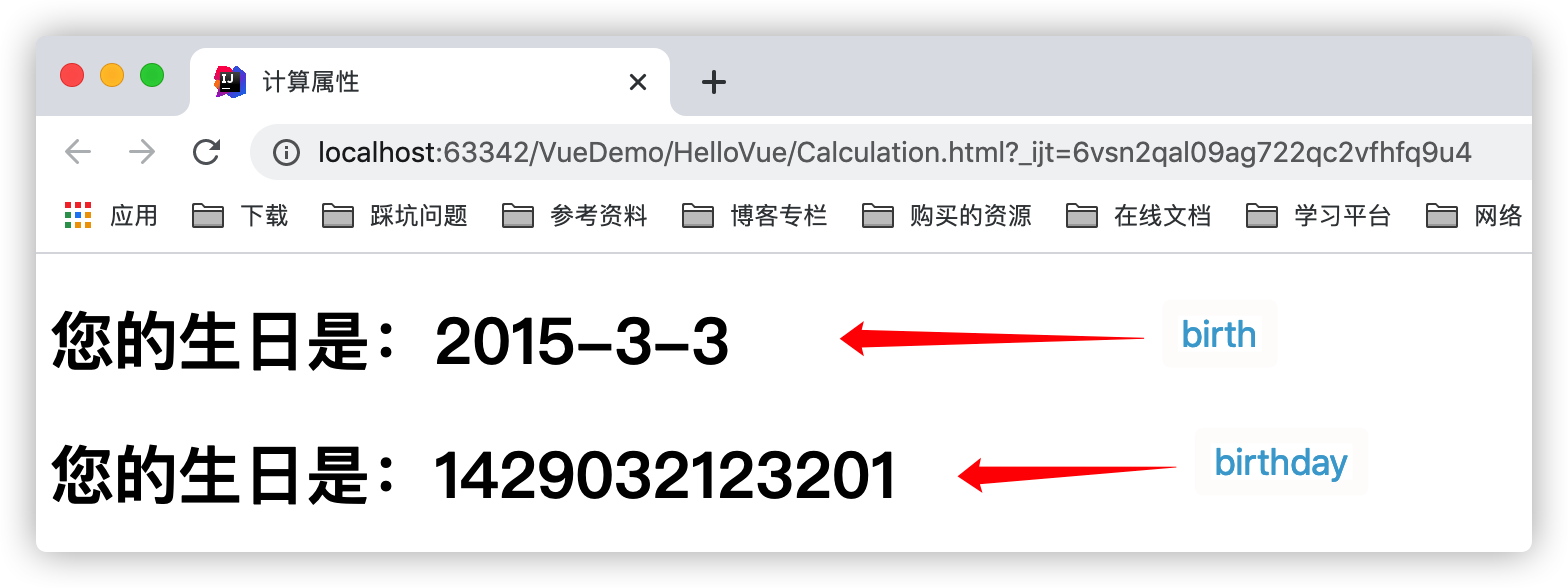 IJ
计算属性
localhost:63342/VueDemo/HelloVue/Calculation.html?_ijt=6vsn2qal09ag722qc2vfhfq9u4
应用 下载 踩坑问题 参考资料 博客专栏 购买的资源 在线文档 学习平台 网络
您的生日是：2015-3-3 birth
您的生日是：1429032123201 birthday